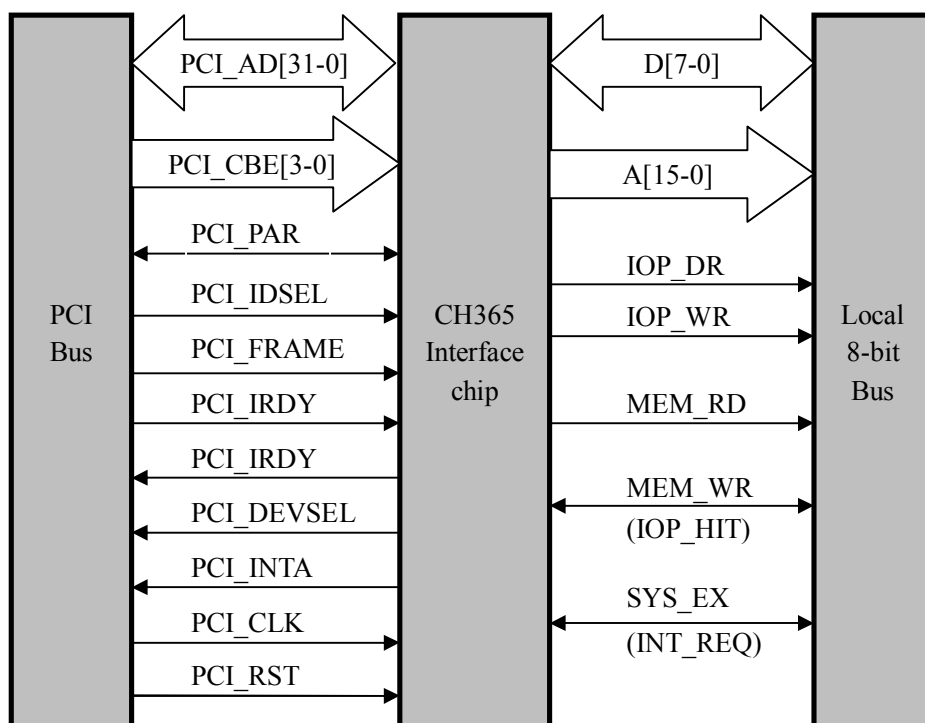 PCI_AD[31-0]
D[7-0]
PCI_CBE[3-0]
A[15-0]
PCI_PAR
IOP_DR
PCI_IDSEL
IOP_WR
PCI
Bus
CH365
Interface
chip
Local
8-bit
Bus
PCI_FRAME
PCI_IRDY
MEM_RD
PCI_IRDY
MEM_WR
(IOP_HIT)
PCI_DEVSEL
PCI_INTA
SYS_EX
(INT_REQ)
PCI_CLK
PCI_RST